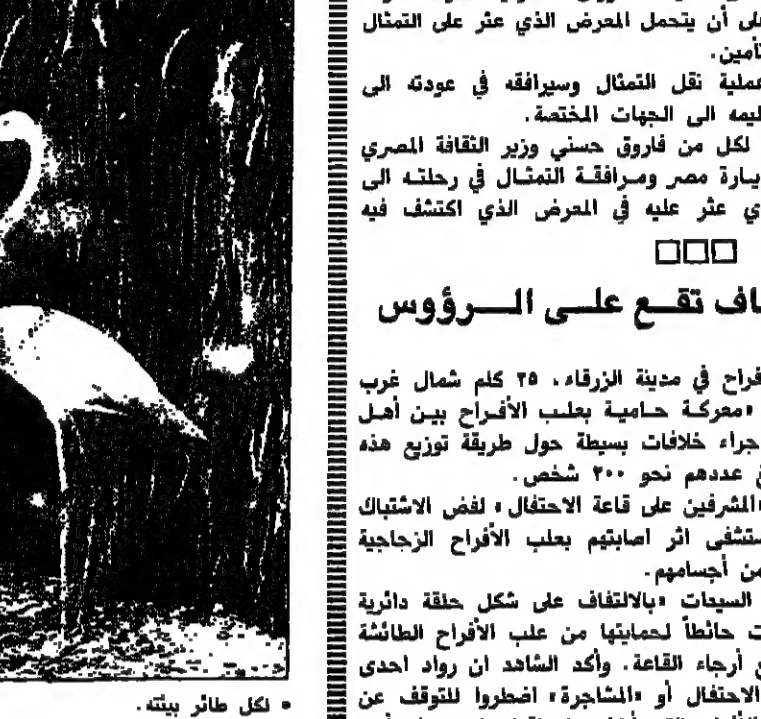 على أن يتحمل المعرض الذي عثر على التمثال
تأمين.
عملية نقل التمثال وسيرافقه في عودته الى
ليمه الى الجهات المختصة.
لكل من فاروق حسني وزير الثقافة المصري
يارة مصر ومرافقة التمثال في رحلته الى
ي عثر عليه في المعرض الذي اكتشف فيه
اف تقع على الرؤوس
فراح في مدينة الزرقاء، ٢٥ كلم شمال غرب
«معركة حامية بعلب الأفراح بين أهل
جراء خلافات بسيطة حول طريقة توزيع هذه
غ عددهم نحو ٢٠٠ شخص.
«المشرفين على قاعة الاحتفال» لفض الاشتباك
ستشفى اثر اصابتهم بعلب الأفراح الزجاجية
من أجسامهم.
السيدات «بالالتفاف على شكل حلقة دائرية
ت حائطاً لحمايتها من علب الأفراح الطائشة
ع أرجاء القاعة. وأكد الشاهد ان رواد احدى
الاحتفال أو «المشاجرة» اضطروا للتوقف عن
• لكل طائر بيئته.